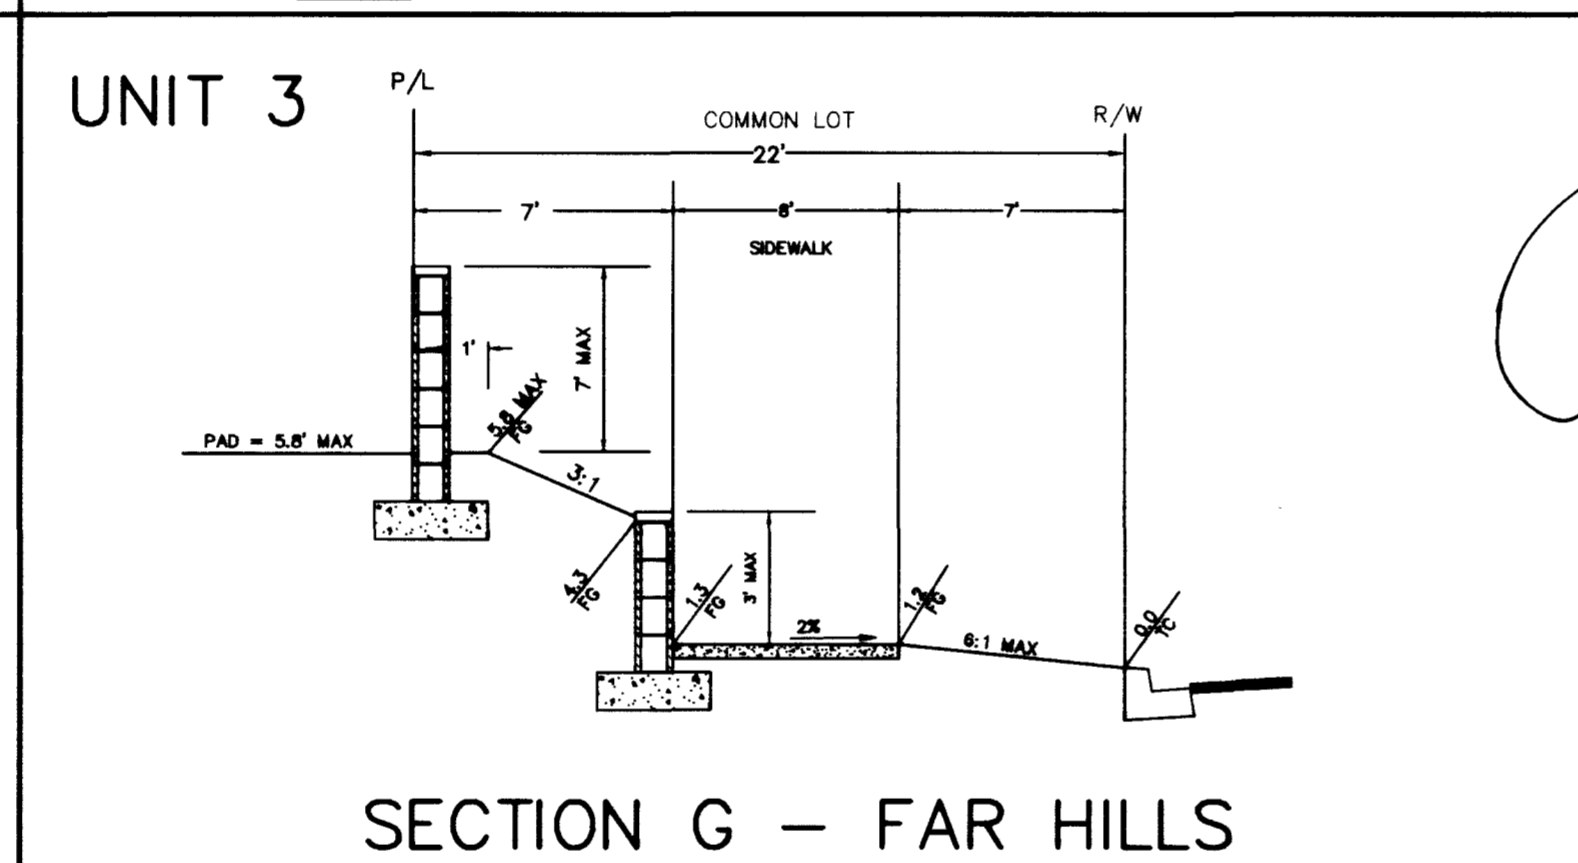 UNIT 3
P/L
COMMON LOT
R/W
22'
7'
8'
7'
SIDEWALK
1'
7' MAX
5.8 MAX
FG
PAD = 5.8' MAX
3:1
4.3
FG
1.3
FG
3' MAX
2%
1.2
FG
6:1 MAX
0.0
TC
SECTION G – FAR HILLS